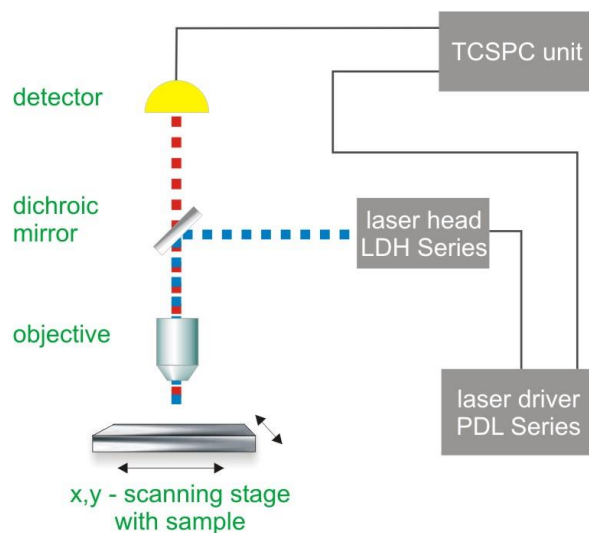 TCSPC unit
detector
dichroic
mirror
laser head
LDH Series
objective
laser driver
PDL Series
x,y - scanning stage
with sample